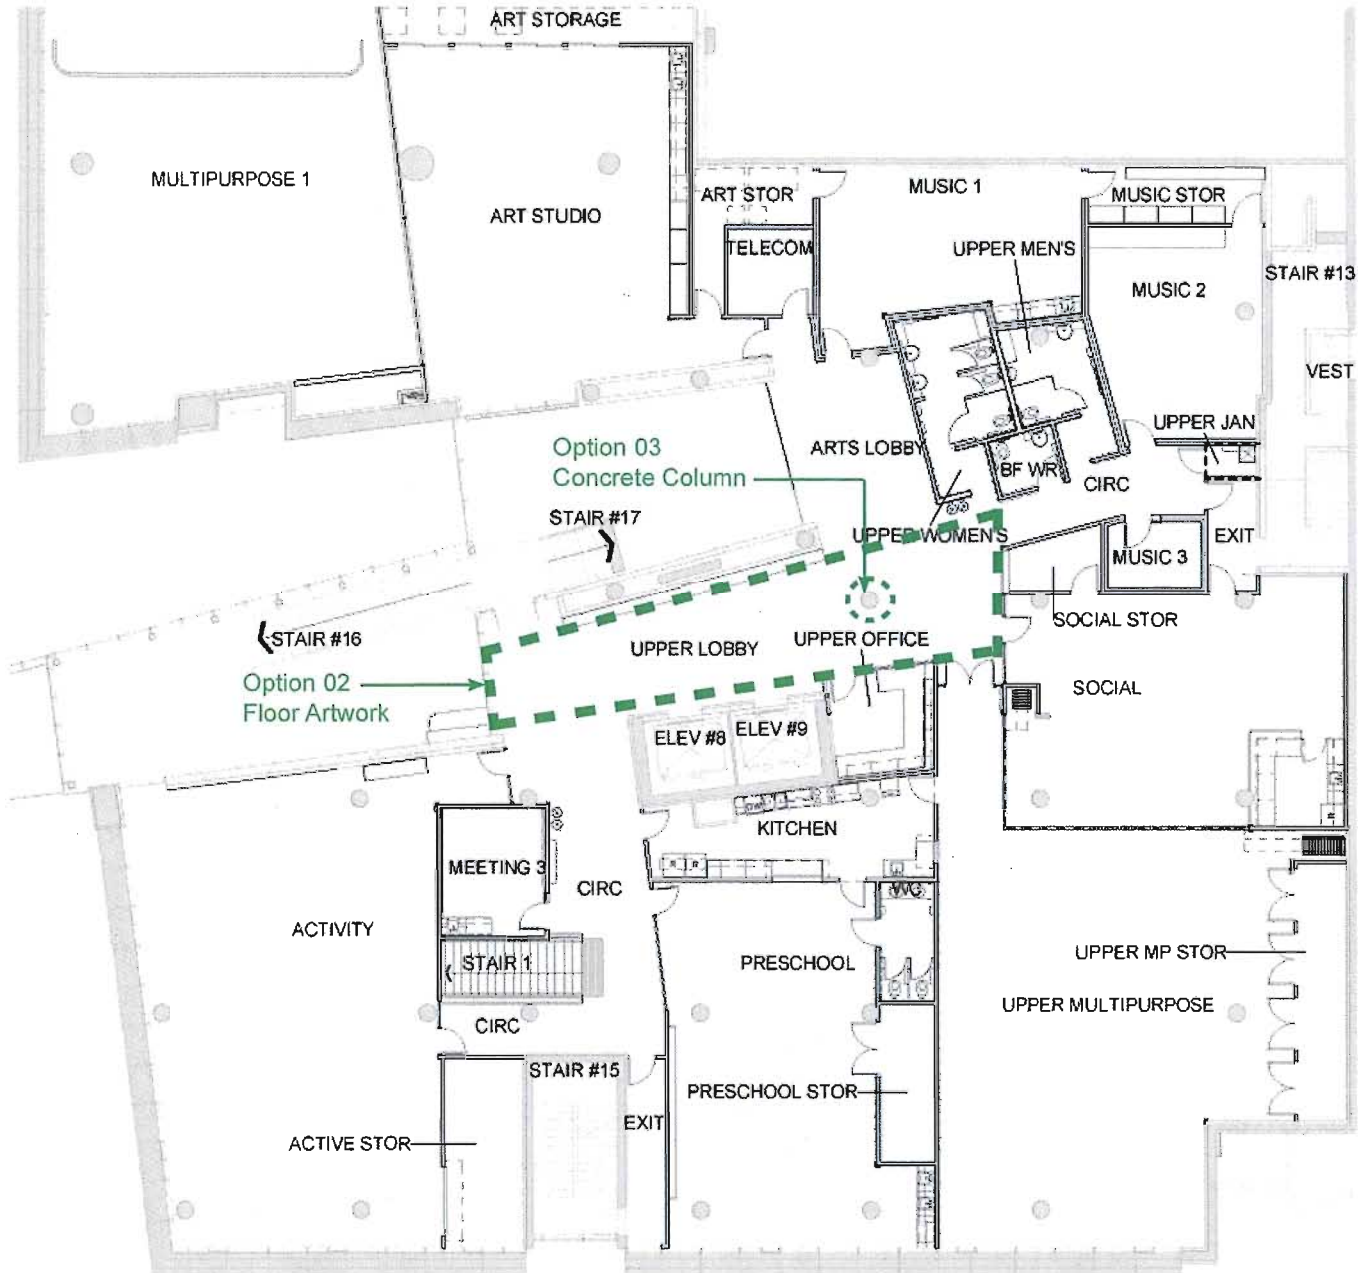 ART STORAGE
MULTIPURPOSE 1
ART STUDIO
ART STOR
MUSIC 1
MUSIC STOR
TELECOM
UPPER MEN'S
STAIR #13
MUSIC 2
VEST
UPPER JAN
Option 03
Concrete Column
ARTS LOBBY
BF WR
CIRC
STAIR #17
UPPER WOMEN'S
MUSIC 3
EXIT
STAIR #16
UPPER LOBBY
UPPER OFFICE
SOCIAL STOR
Option 02
Floor Artwork
SOCIAL
ELEV #8
ELEV #9
KITCHEN
MEETING 3
CIRC
WC
ACTIVITY
STAIR 1
PRESCHOOL
UPPER MP STOR
UPPER MULTIPURPOSE
CIRC
STAIR #15
PRESCHOOL STOR
EXIT
ACTIVE STOR